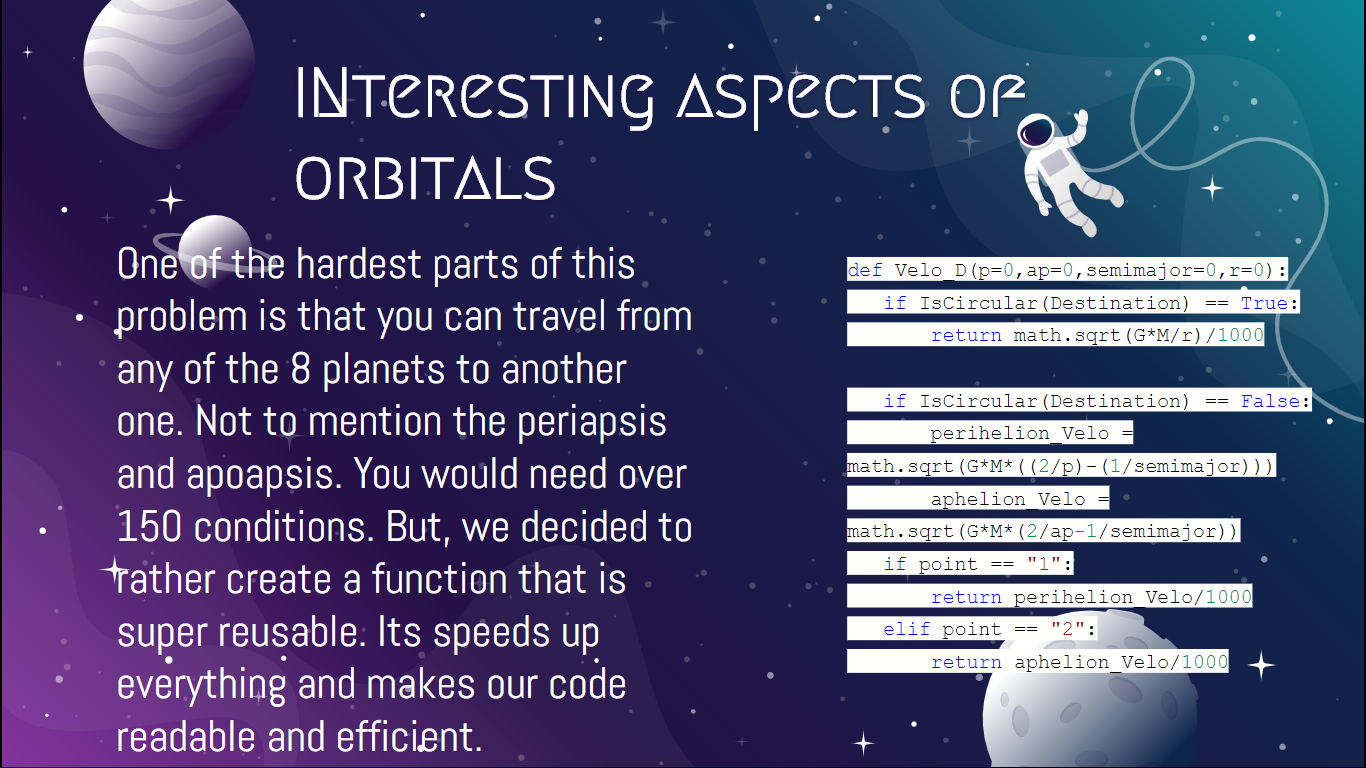 Interesting aspects of
orbitals
One of the hardest parts of this
problem is that you can travel from
any of the 8 planets to another
one. Not to mention the periapsis
and apoapsis. You would need over
150 conditions. But, we decided to
rather create a function that is
super reusable. Its speeds up
everything and makes our code
readable and efficient.
def Velo_D(p=0,ap=0,semimajor=0,r=0):
if IsCircular(Destination) == True:
return math.sqrt(G*M/r)/1000
if IsCircular(Destination) == False:
perihelion_Velo =
math.sqrt(G*M*((2/p)-(1/semimajor)))
aphelion_Velo =
math.sqrt(G*M*(2/ap-1/semimajor))
if point == "1":
return perihelion_Velo/1000
elif point == "2":
return aphelion_Velo/1000